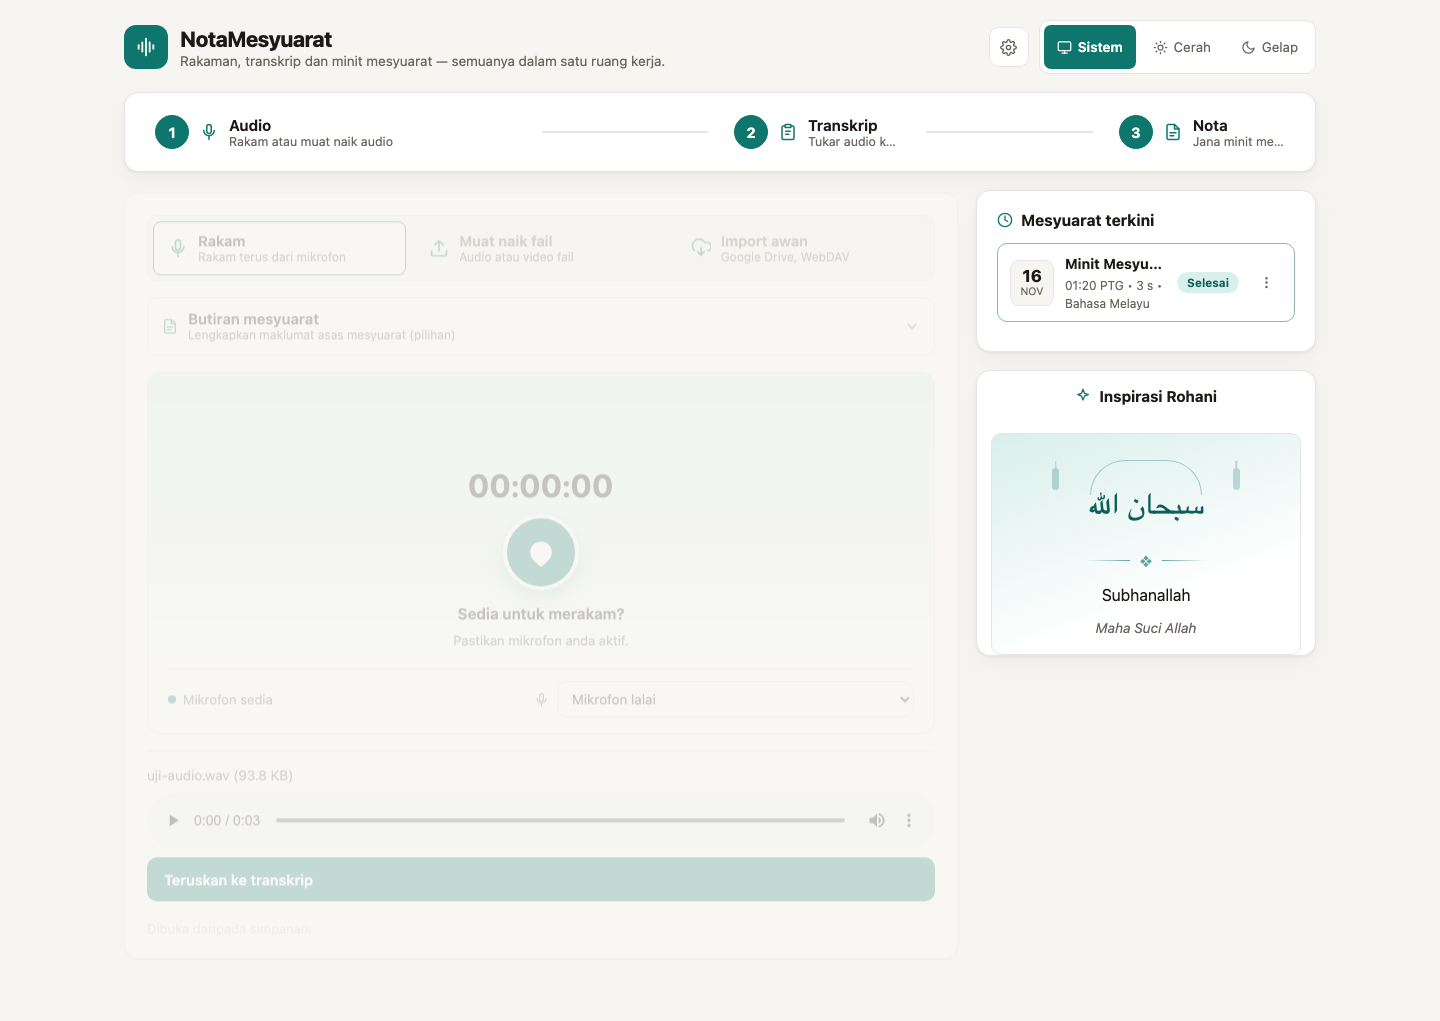 NotaMesyuarat
Rakaman, transkrip dan minit mesyuarat — semuanya dalam satu ruang kerja.
Sistem
Cerah
Gelap
1
Audio
Rakam atau muat naik audio
2
Transkrip
Tukar audio k...
3
Nota
Jana minit me...
Rakam
Rakam terus dari mikrofon
Muat naik fail
Audio atau video fail
Import awan
Google Drive, WebDAV
Butiran mesyuarat
Lengkapkan maklumat asas mesyuarat (pilihan)
00:00:00
Sedia untuk merakam?
Pastikan mikrofon anda aktif.
Mikrofon sedia
Mikrofon lalai
uji-audio.wav (93.8 KB)
0:00 / 0:03
Teruskan ke transkrip
Dibuka daripada simpanan.
Mesyuarat terkini
16
NOV
Minit Mesyu...
01:20 PTG • 3 s •
Bahasa Melayu
Selesai
Inspirasi Rohani
سبحان الله
Subhanallah
Maha Suci Allah